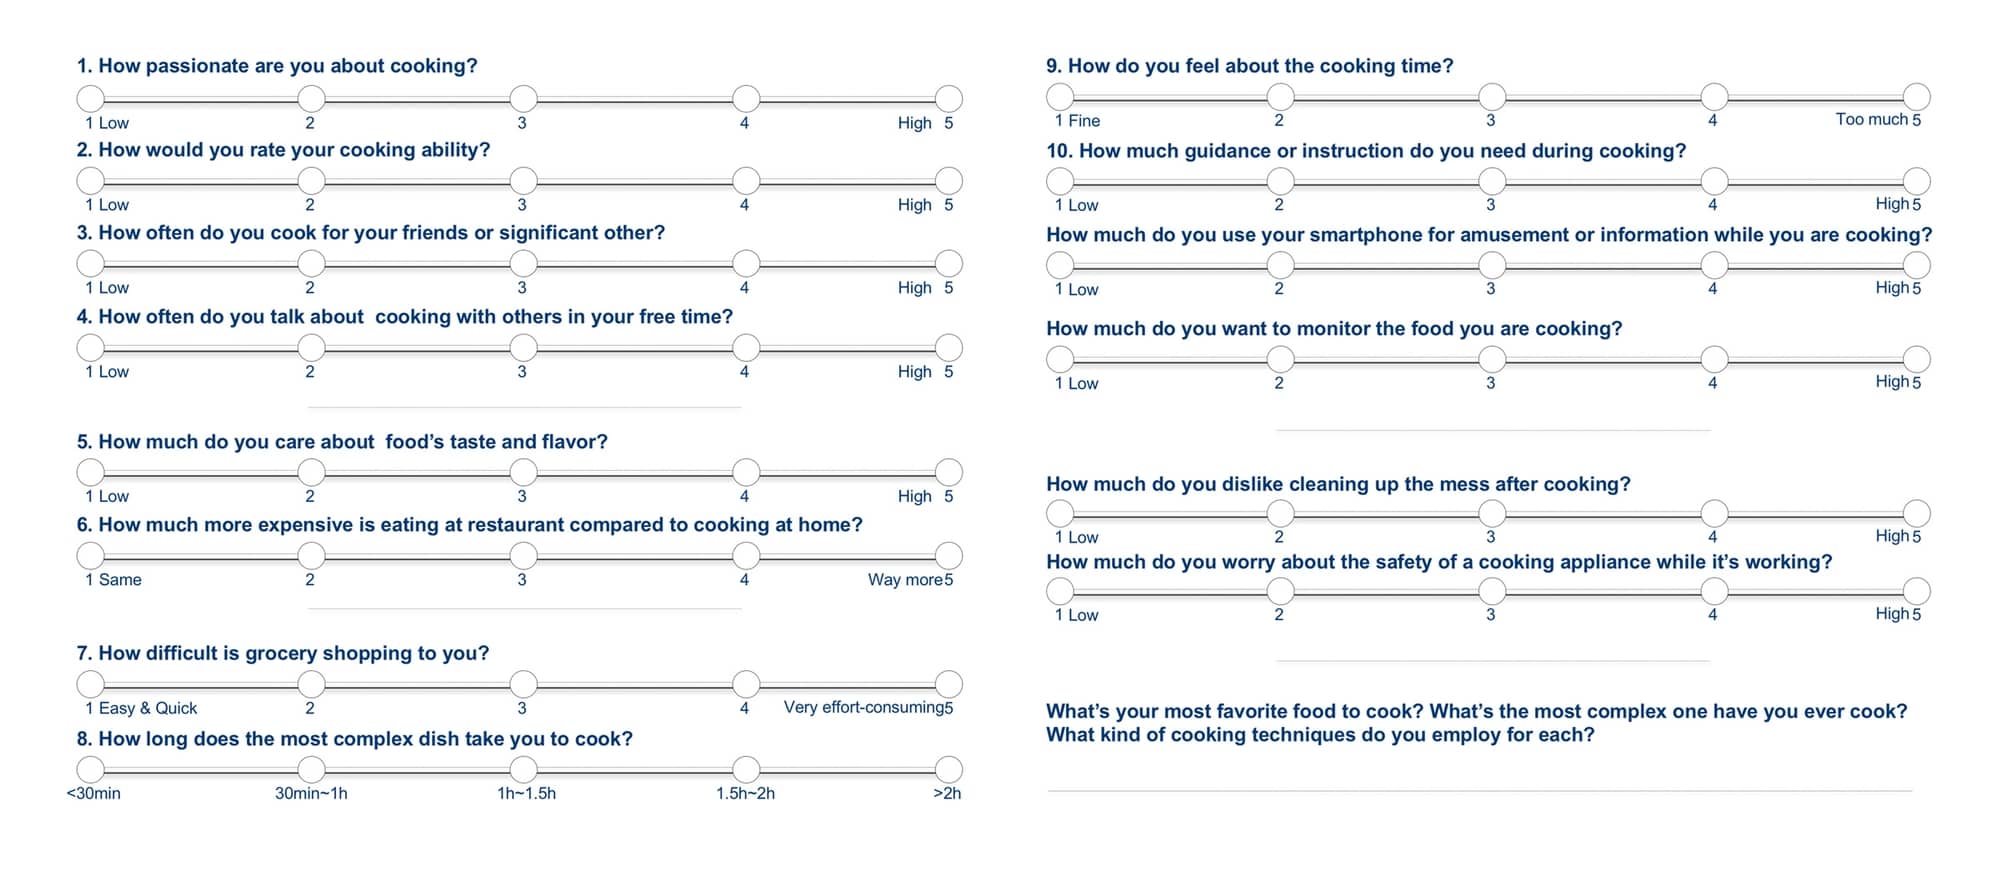 1. How passionate are you about cooking?
1 Low 2 3 4 High 5
2. How would you rate your cooking ability?
1 Low 2 3 4 High 5
3. How often do you cook for your friends or significant other?
1 Low 2 3 4 High 5
4. How often do you talk about cooking with others in your free time?
1 Low 2 3 4 High 5
5. How much do you care about food’s taste and flavor?
1 Low 2 3 4 High 5
6. How much more expensive is eating at restaurant compared to cooking at home?
1 Same 2 3 4 Way more5
7. How difficult is grocery shopping to you?
1 Easy & Quick 2 3 4 Very effort-consuming5
8. How long does the most complex dish take you to cook?
<30min 30min~1h 1h~1.5h 1.5h~2h >2h
9. How do you feel about the cooking time?
1 Fine 2 3 4 Too much 5
10. How much guidance or instruction do you need during cooking?
1 Low 2 3 4 High 5
How much do you use your smartphone for amusement or information while you are cooking?
1 Low 2 3 4 High 5
How much do you want to monitor the food you are cooking?
1 Low 2 3 4 High 5
How much do you dislike cleaning up the mess after cooking?
1 Low 2 3 4 High 5
How much do you worry about the safety of a cooking appliance while it’s working?
1 Low 2 3 4 High 5
What’s your most favorite food to cook? What’s the most complex one have you ever cook?
What kind of cooking techniques do you employ for each?